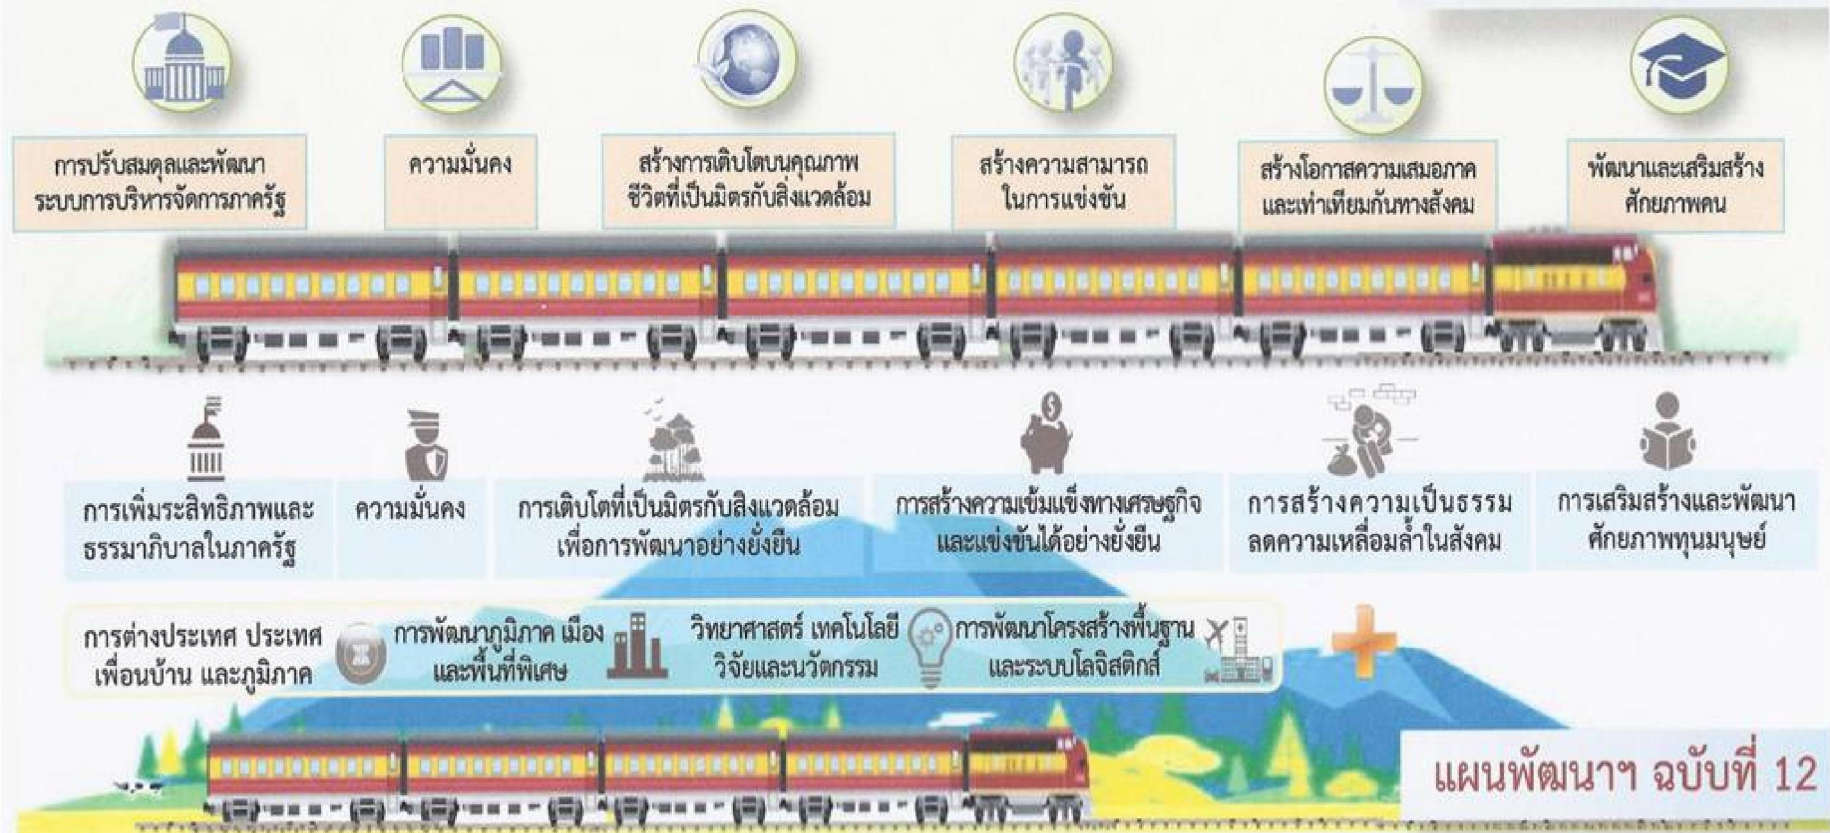 การปรับสมดุลและพัฒนา
ระบบการบริหารจัดการภาครัฐ
ความมั่นคง
สร้างการเติบโตบนคุณภาพ
ชีวิตที่เป็นมิตรกับสิ่งแวดล้อม
สร้างความสามารถ
ในการแข่งขัน
สร้างโอกาสความเสมอภาค
และเท่าเทียมกันทางสังคม
พัฒนาและเสริมสร้าง
ศักยภาพคน
การเพิ่มระสิทธิภาพและ
ธรรมาภิบาลในภาครัฐ
ความมั่นคง
การเติบโตที่เป็นมิตรกับสิ่งแวดล้อม
เพื่อการพัฒนาอย่างยั่งยืน
การสร้างความเข้มแข็งทางเศรษฐกิจ
และแข่งขันได้อย่างยั่งยืน
การสร้างความเป็นธรรม
ลดความเหลื่อมล้ำในสังคม
การเสริมสร้างและพัฒนา
ศักยภาพทุนมนุษย์
การต่างประเทศ ประเทศ
เพื่อนบ้าน และภูมิภาค
การพัฒนาภูมิภาค เมือง
และพื้นที่พิเศษ
วิทยาศาสตร์ เทคโนโลยี
วิจัยและนวัตกรรม
การพัฒนาโครงสร้างพื้นฐาน
และระบบโลจิสติกส์
แผนพัฒนาฯ ฉบับที่ 12